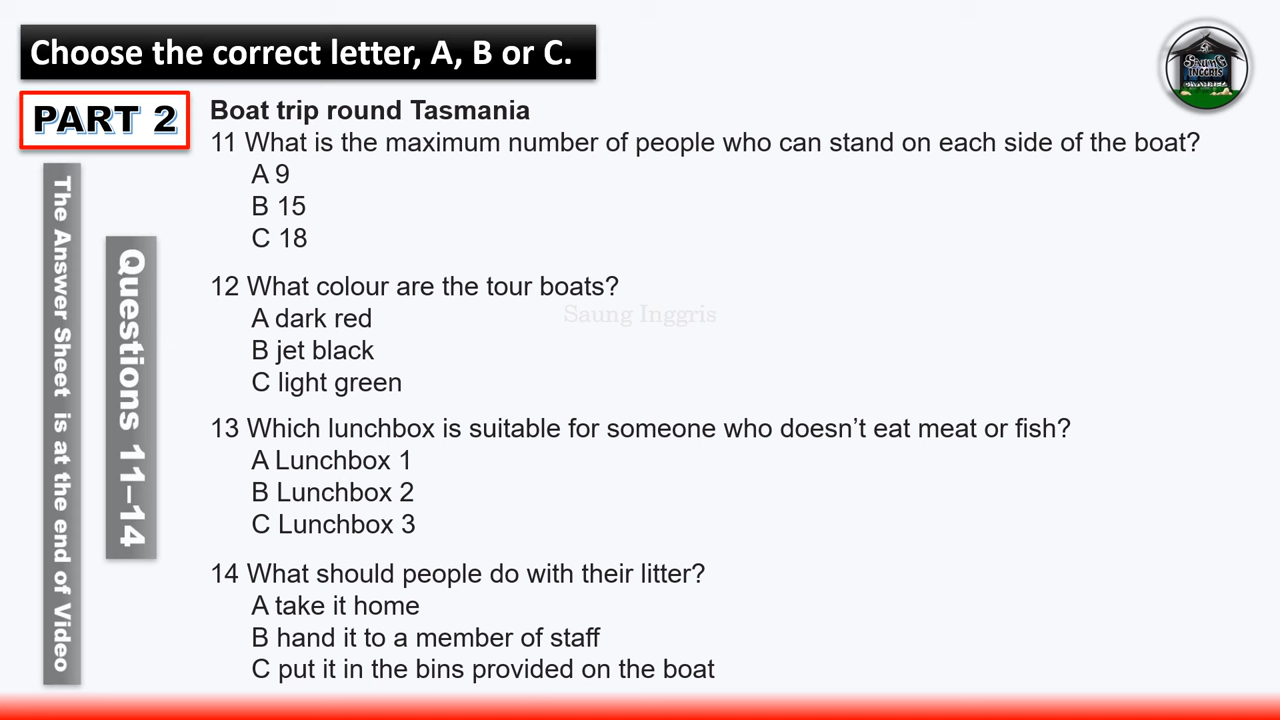 Choose the correct letter, A, B or C.
PART 2
Boat trip round Tasmania
11 What is the maximum number of people who can stand on each side of the boat?
A 9
B 15
C 18
12 What colour are the tour boats?
A dark red
B jet black
C light green
13 Which lunchbox is suitable for someone who doesn’t eat meat or fish?
A Lunchbox 1
B Lunchbox 2
C Lunchbox 3
14 What should people do with their litter?
A take it home
B hand it to a member of staff
C put it in the bins provided on the boat
The Answer Sheet is at the end of Video
Questions 11–14
Saung Inggris
SAUNG
INGGRIS